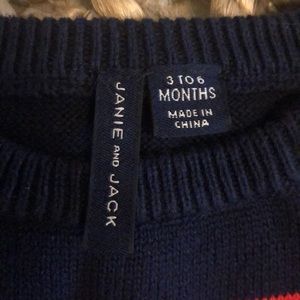 JANIE AND JACK
3 TO 6
MONTHS
MADE IN
CHINA